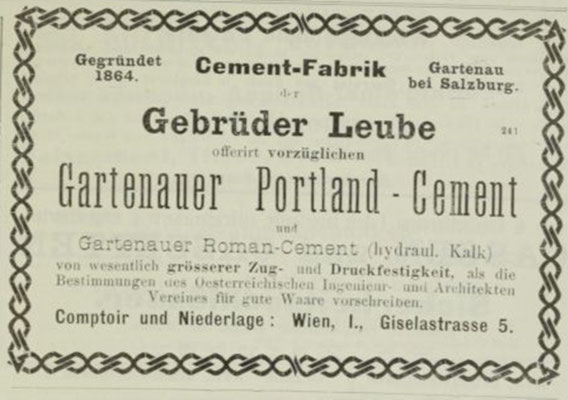 Gegründet
1864.
Cement-Fabrik
Gartenau
bei Salzburg.
der
Gebrüder Leube
241
offerirt vorzüglichen
Gartenauer Portland-Cement
und
Gartenauer Roman-Cement (hydraul. Kalk)
von wesentlich grösserer Zug- und Druckfestigkeit, als die
Bestimmungen des Oesterreichischen Ingenieur- und Architekten
Vereines für gute Waare vorschreiben.
Comptoir und Niederlage: Wien, I., Giselastrasse 5.